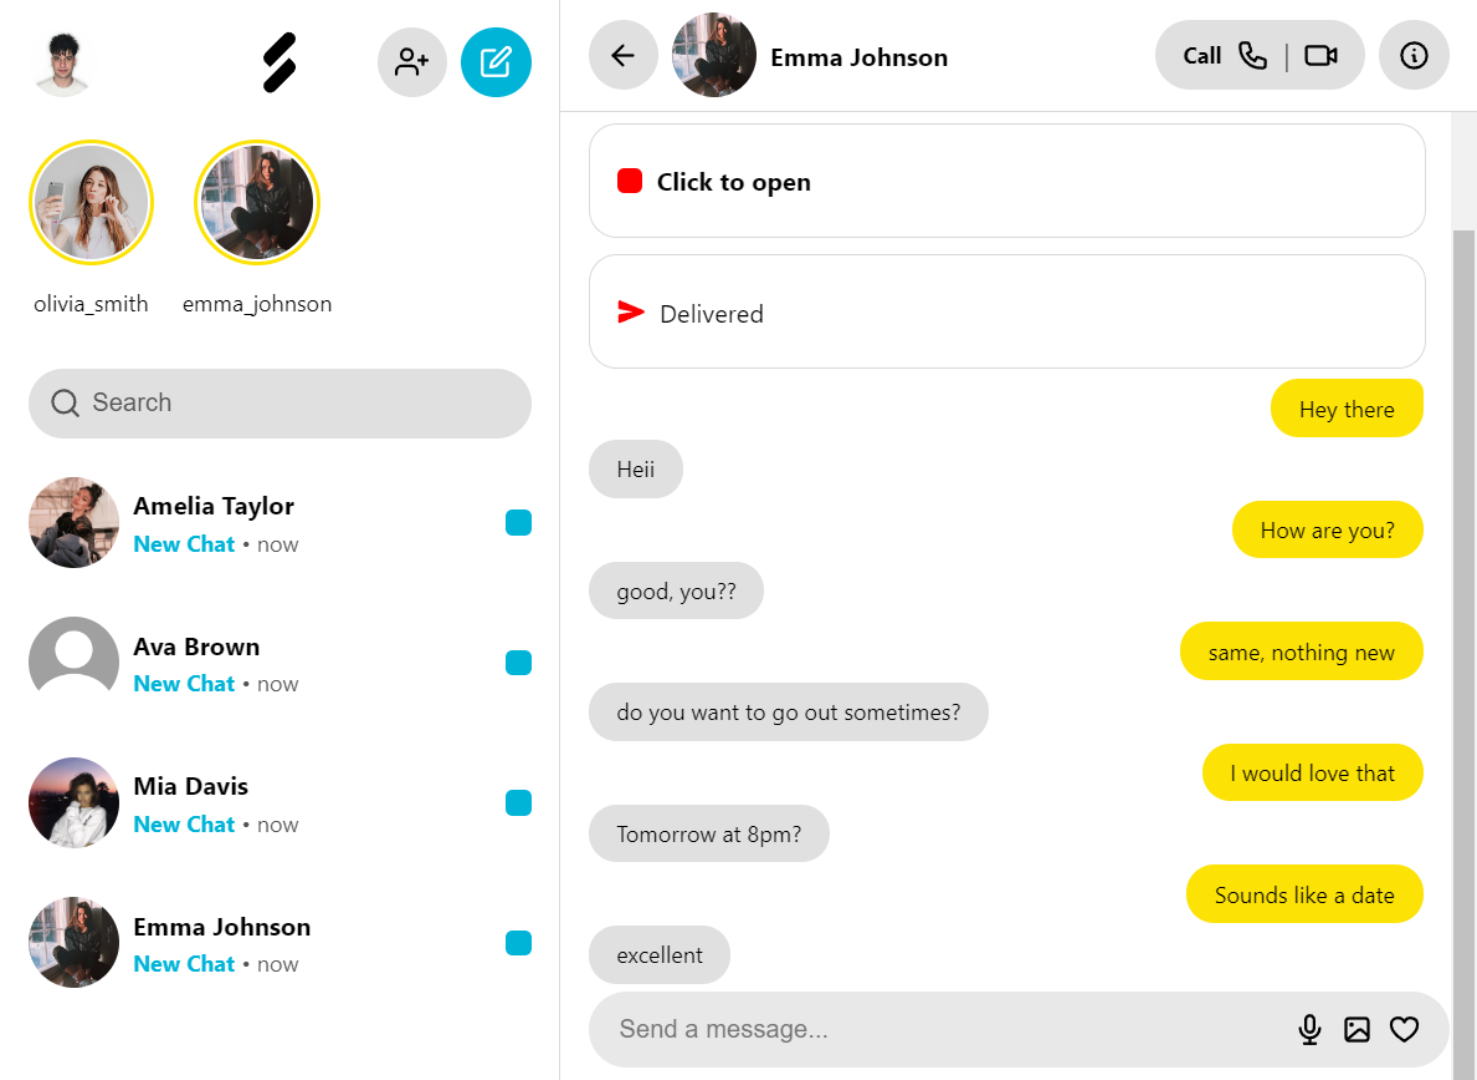 olivia_smith
emma_johnson
Search
Amelia Taylor
New Chat • now
Ava Brown
New Chat • now
Mia Davis
New Chat • now
Emma Johnson
New Chat • now
Emma Johnson
Call
Click to open
Delivered
Hey there
Heii
How are you?
good, you??
same, nothing new
do you want to go out sometimes?
I would love that
Tomorrow at 8pm?
Sounds like a date
excellent
Send a message...